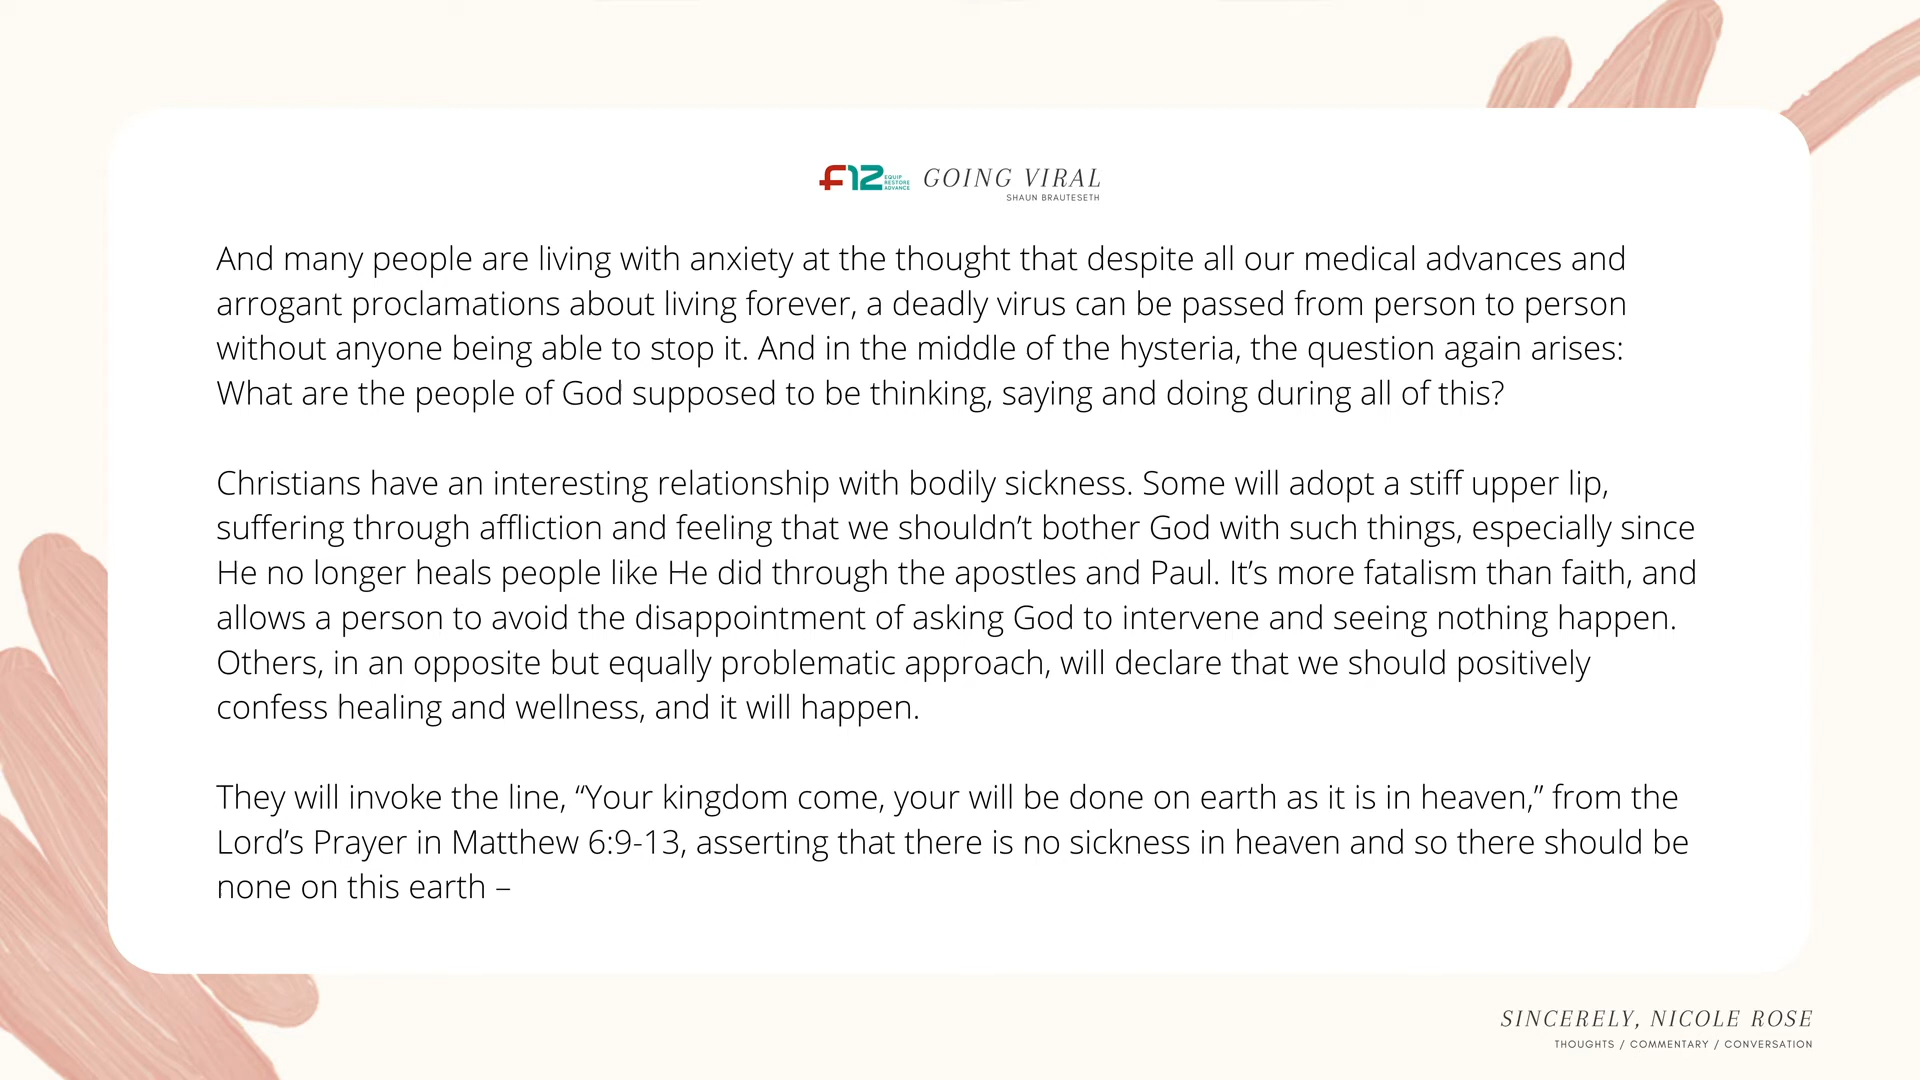 f12 EQUIP RESTORE ADVANCE GOING VIRAL
SHAUN BRAUTESETH
And many people are living with anxiety at the thought that despite all our medical advances and
arrogant proclamations about living forever, a deadly virus can be passed from person to person
without anyone being able to stop it. And in the middle of the hysteria, the question again arises:
What are the people of God supposed to be thinking, saying and doing during all of this?
Christians have an interesting relationship with bodily sickness. Some will adopt a stiff upper lip,
suffering through affliction and feeling that we shouldn’t bother God with such things, especially since
He no longer heals people like He did through the apostles and Paul. It’s more fatalism than faith, and
allows a person to avoid the disappointment of asking God to intervene and seeing nothing happen.
Others, in an opposite but equally problematic approach, will declare that we should positively
confess healing and wellness, and it will happen.
They will invoke the line, “Your kingdom come, your will be done on earth as it is in heaven,” from the
Lord’s Prayer in Matthew 6:9-13, asserting that there is no sickness in heaven and so there should be
none on this earth –
SINCERELY, NICOLE ROSE
THOUGHTS / COMMENTARY / CONVERSATION